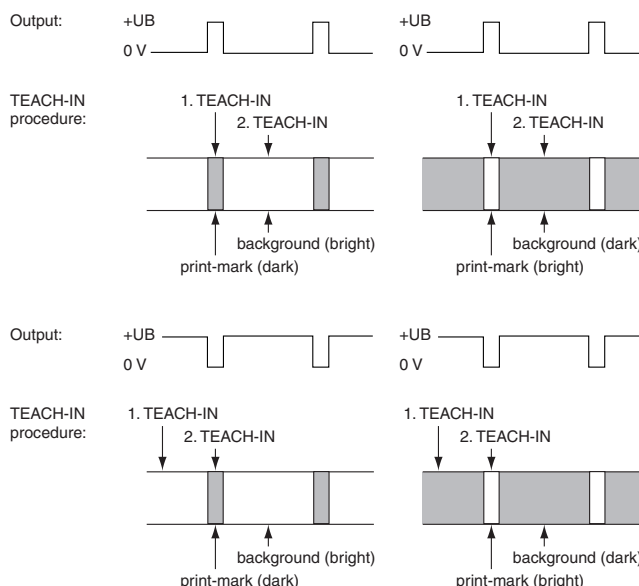 Output: +UB +UB
0 V 0 V
TEACH-IN procedure: 1. TEACH-IN 1. TEACH-IN
2. TEACH-IN 2. TEACH-IN
background (bright) background (dark)
print-mark (dark) print-mark (bright)
Output: +UB +UB
0 V 0 V
TEACH-IN procedure: 1. TEACH-IN 1. TEACH-IN
2. TEACH-IN 2. TEACH-IN
background (bright) background (dark)
print-mark (dark) print-mark (bright)